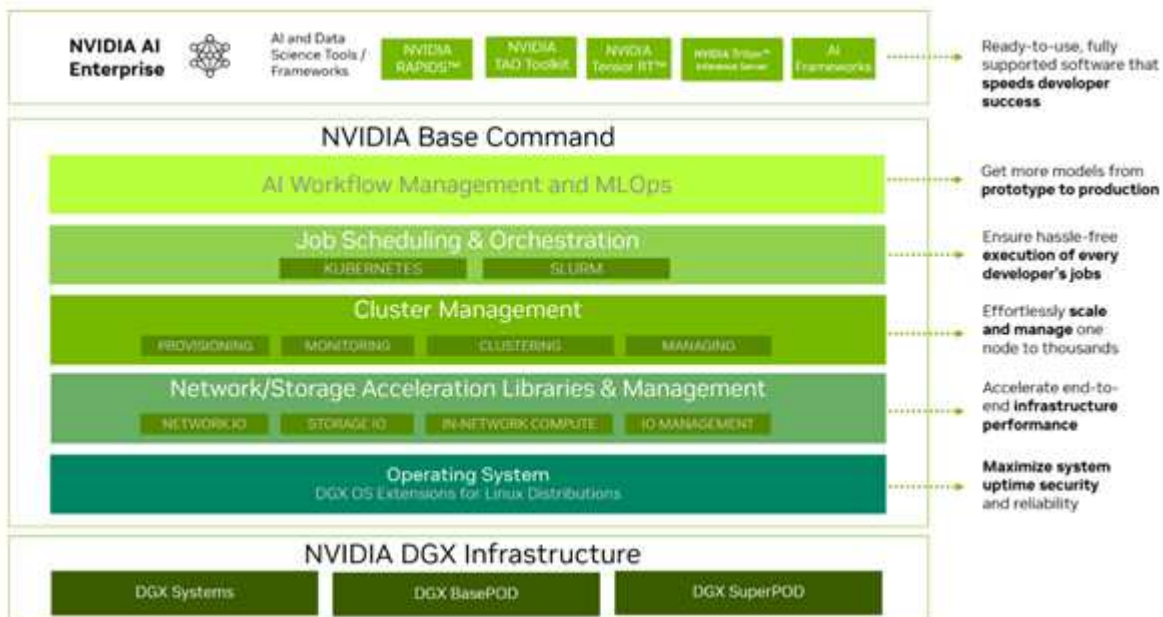 NVIDIA AI
Enterprise
AI and Data
Science Tools /
Frameworks
NVIDIA
RAPIDS™
NVIDIA
TAO Toolkit
NVIDIA
Tensor RT™
NVIDIA Triton™
Inference Server
AI
Frameworks
Ready-to-use, fully
supported software that
speeds developer
success
NVIDIA Base Command
AI Workflow Management and MLOps
Get more models from
prototype to production
Job Scheduling & Orchestration
KUBERNETES
SLURM
Ensure hassle-free
execution of every
developer's jobs
Cluster Management
PROVISIONING
MONITORING
CLUSTERING
MANAGING
Effortlessly scale
and manage one
node to thousands
Network/Storage Acceleration Libraries & Management
NETWORK IO
STORAGE IO
IN-NETWORK COMPUTE
IO MANAGEMENT
Accelerate end-to-
end infrastructure
performance
Operating System
DGX OS Extensions for Linux Distributions
Maximize system
uptime security
and reliability
NVIDIA DGX Infrastructure
DGX Systems
DGX BasePOD
DGX SuperPOD